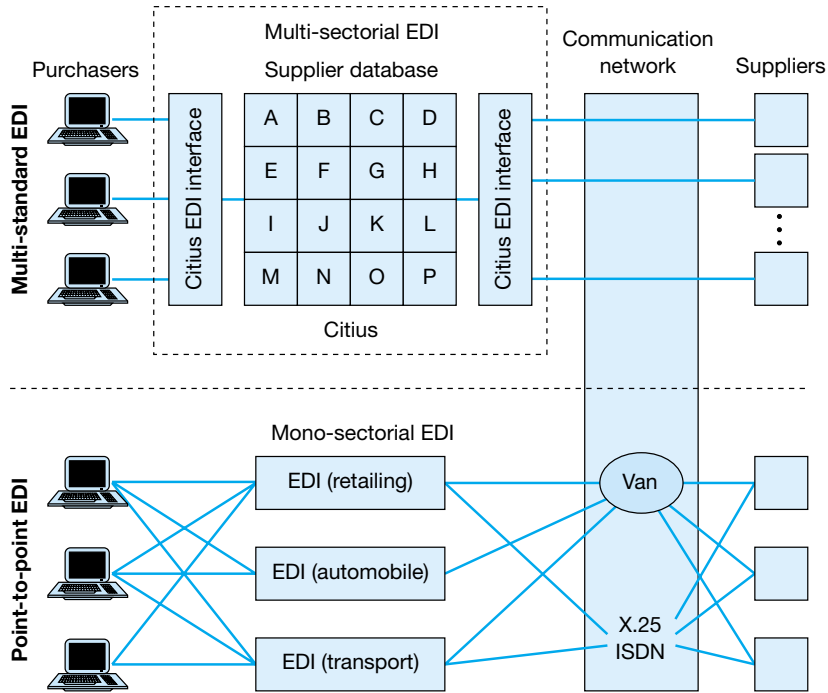 Multi-sectorial EDI
Communication
network
Purchasers
Supplier database
Suppliers
Multi-standard EDI
Citius EDI interface
A B C D
E F G H
I J K L
M N O P
Citius EDI interface
Citius
Mono-sectorial EDI
Point-to-point EDI
EDI (retailing)
Van
EDI (automobile)
EDI (transport)
X.25
ISDN